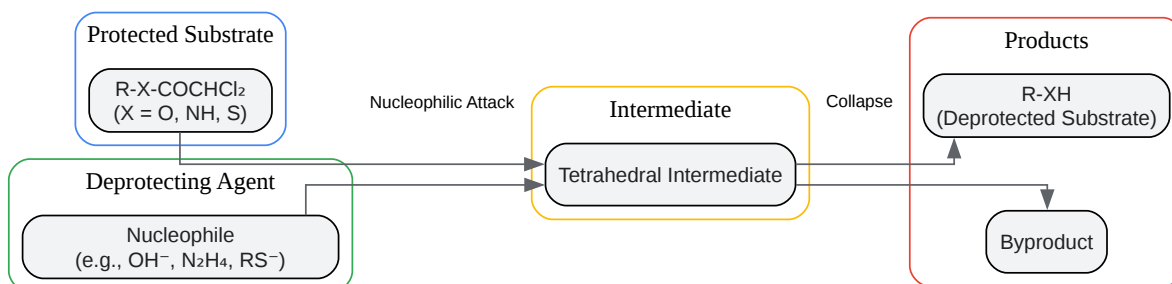 Protected Substrate
R-X-COCHCl₂
(X = O, NH, S)
Deprotecting Agent
Nucleophile
(e.g., OH⁻, N₂H₄, RS⁻)
Nucleophilic Attack
Intermediate
Tetrahedral Intermediate
Collapse
Products
R-XH
(Deprotected Substrate)
Byproduct